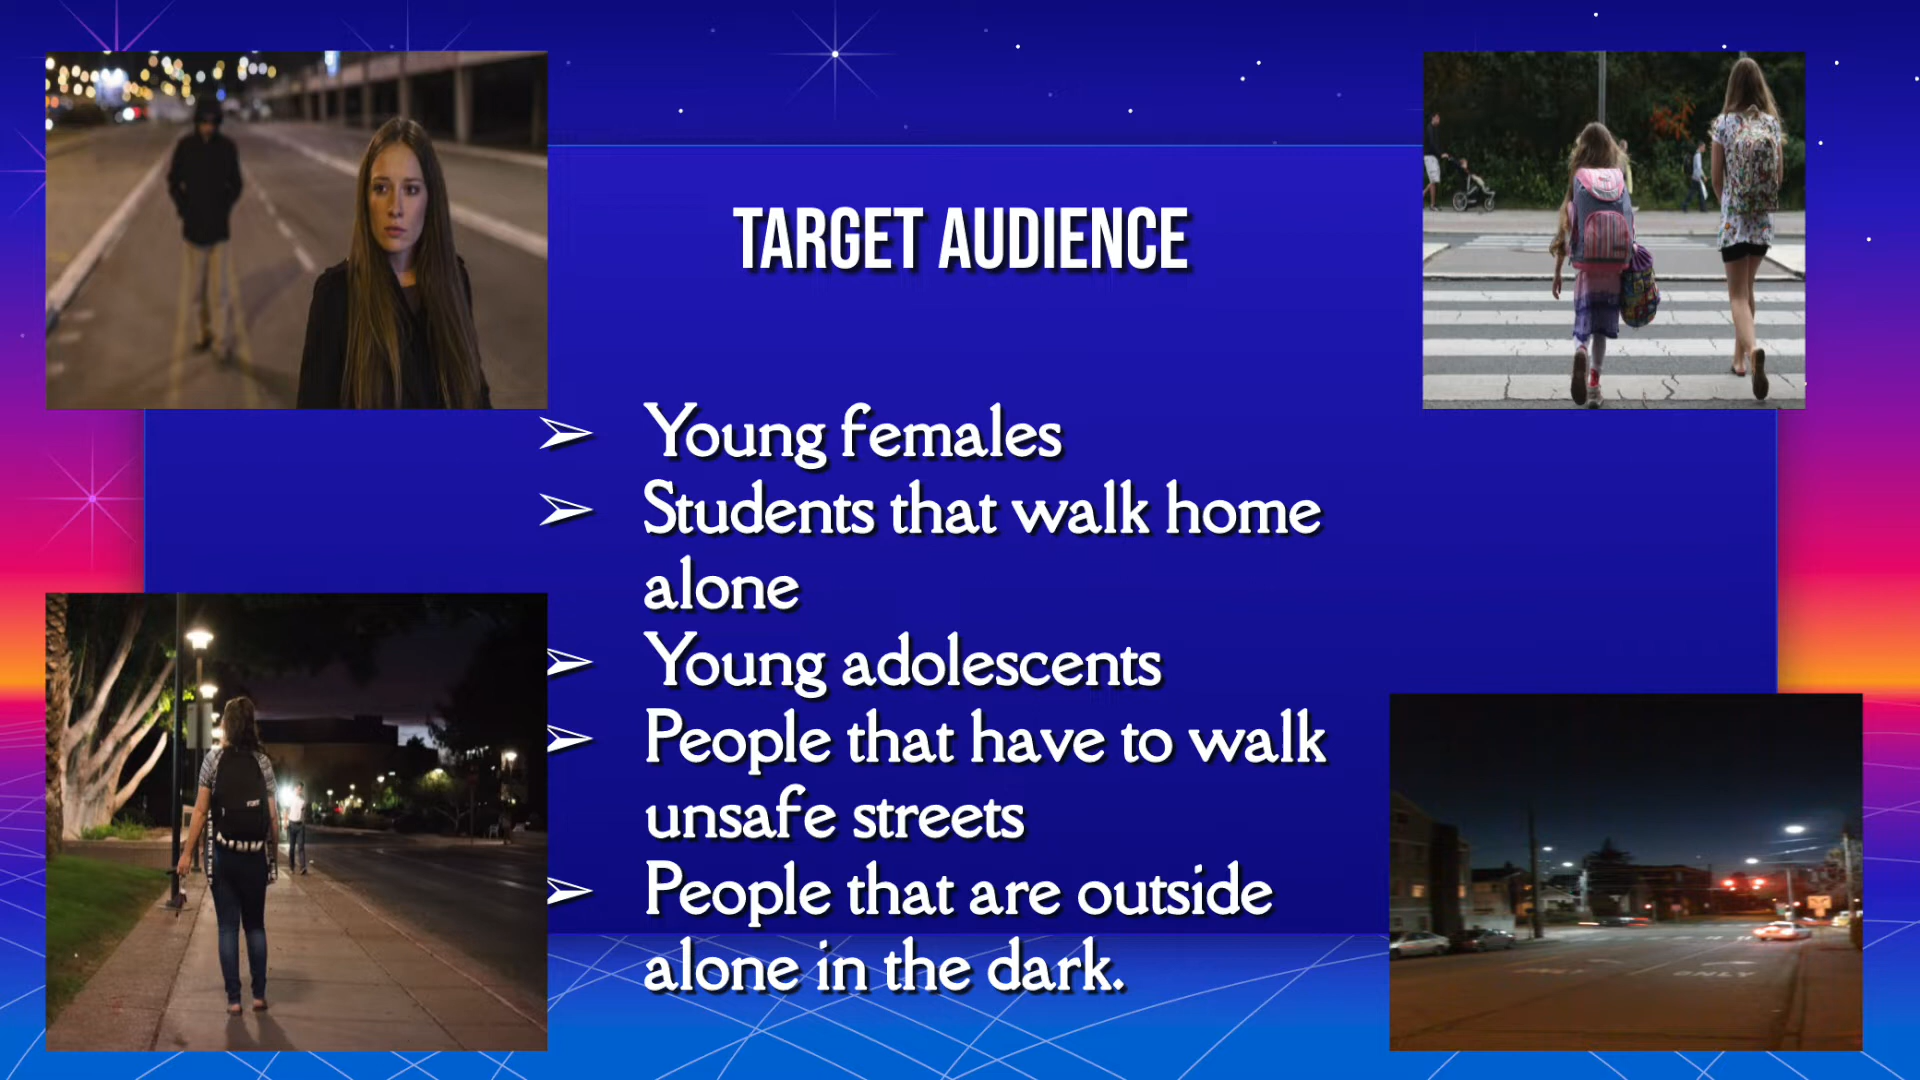 TARGET AUDIENCE
➢ Young females
➢ Students that walk home
alone
➢ Young adolescents
➢ People that have to walk
unsafe streets
➢ People that are outside
alone in the dark.
ONLY